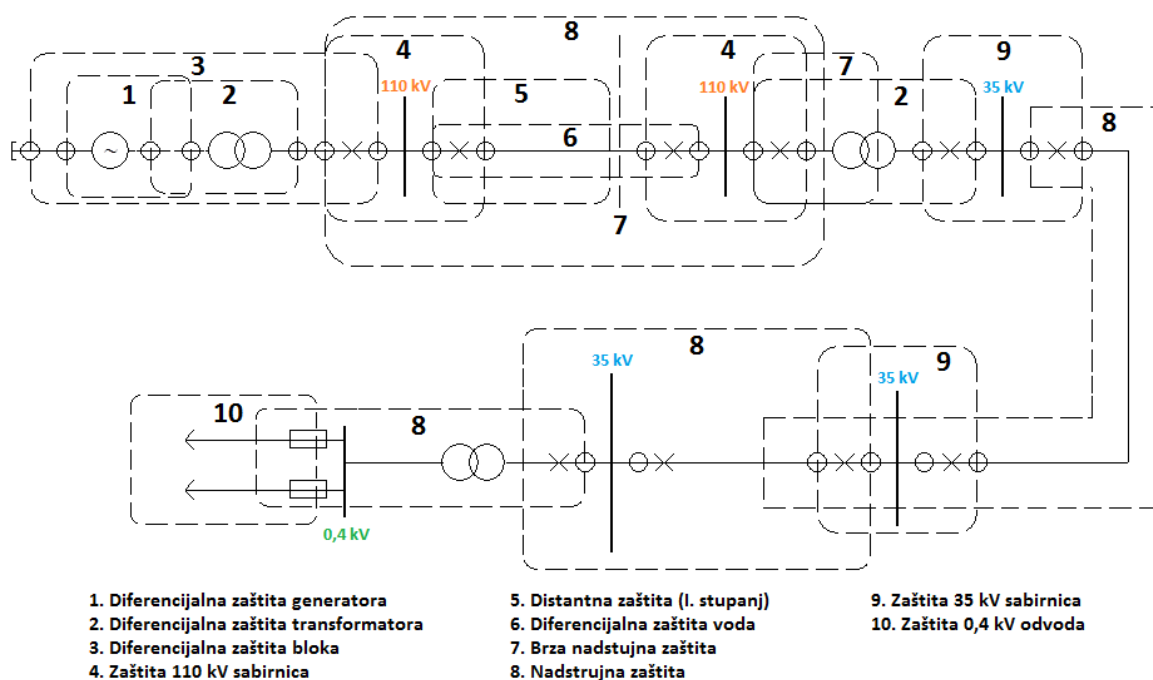 8
4
4
9
3
7
1
2
110 kV
5
110 kV
2
35 kV
8
6
~
7
8
35 kV
9
35 kV
10
8
0,4 kV
1. Diferencijalna zaštita generatora
2. Diferencijalna zaštita transformatora
3. Diferencijalna zaštita bloka
4. Zaštita 110 kV sabirnica
5. Distantna zaštita (I. stupanj)
6. Diferencijalna zaštita voda
7. Brza nadstujna zaštita
8. Nadstrujna zaštita
9. Zaštita 35 kV sabirnica
10. Zaštita 0,4 kV odvoda